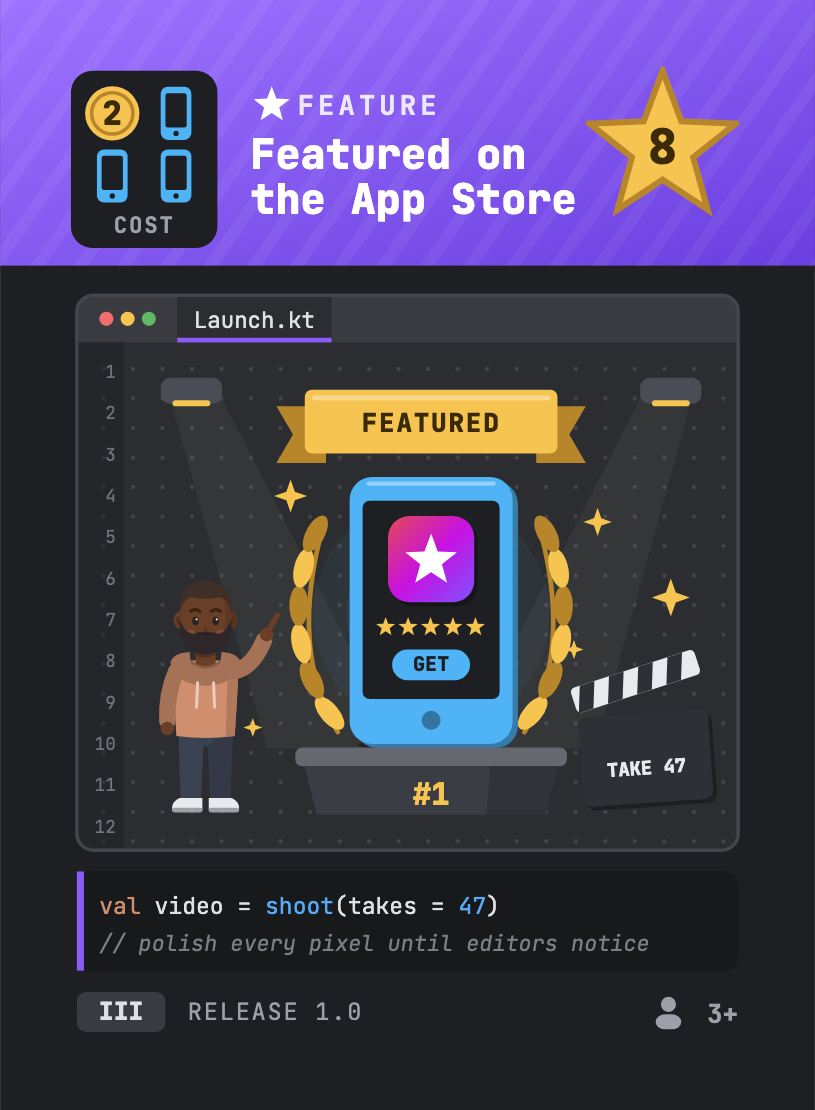 2
COST
FEATURE
Featured on
the App Store
8
Launch.kt
1
2
3
4
5
6
7
8
9
10
11
12
FEATURED
GET
#1
TAKE 47
val video = shoot(takes = 47)
// polish every pixel until editors notice
III
RELEASE 1.0
3+